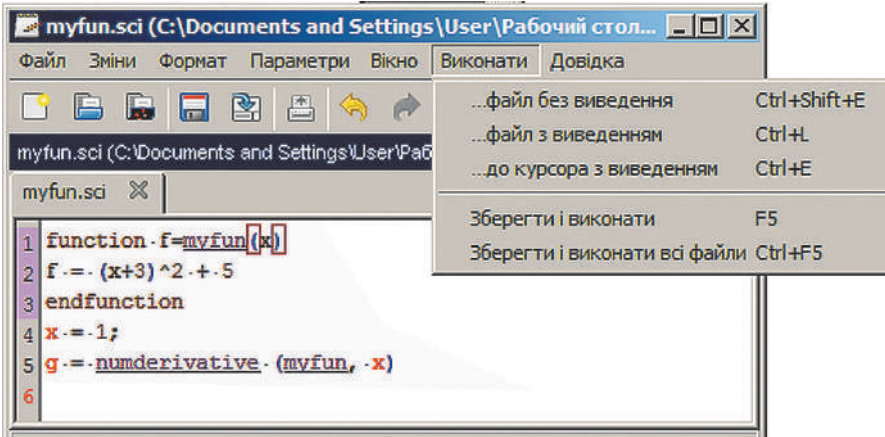 myfun.sci (C:\Documents and Settings\User\Рабочий стол...
Файл Зміни Формат Параметри Вікно Виконати Довідка
...файл без виведення Ctrl+Shift+E
...файл з виведенням Ctrl+L
...до курсора з виведенням Ctrl+E
Зберегти і виконати F5
Зберегти і виконати всі файли Ctrl+F5
myfun.sci (C:\Documents and Settings\User\Раб
myfun.sci
1 function·f=myfun(x)
2 f·=·(x+3)^2·+·5
3 endfunction
4 x·=·1;
5 g·=·numderivative·(myfun,·x)
6